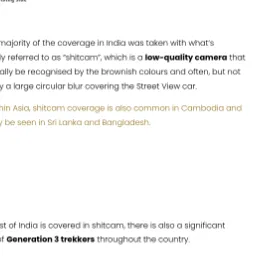 majority of the coverage in India was taken with what's
y referred to as “shitcam”, which is a low-quality camera that
ally be recognised by the brownish colours and often, but not
y a large circular blur covering the Street View car.
hin Asia, shitcam coverage is also common in Cambodia and
y be seen in Sri Lanka and Bangladesh.
st of India is covered in shitcam, there is also a significant
of Generation 3 trekkers throughout the country.